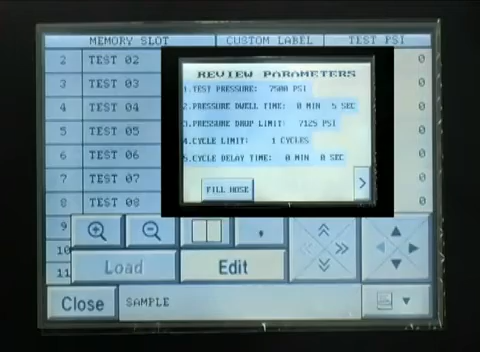 MEMORY SLOT CUSTOM LABEL TEST PSI
2 TEST 02 0
3 TEST 03 0
4 TEST 04 0
5 TEST 05 0
6 TEST 06 0
7 TEST 07 0
8 TEST 08 0
9
10
11
REVIEW PARAMETERS
1.TEST PRESSURE: 7500 PSI
2.PRESSURE DWELL TIME: 0 MIN 5 SEC
3.PRESSURE DROP LIMIT: 7125 PSI
4.CYCLE LIMIT: 1 CYCLES
5.CYCLE DELAY TIME: 0 MIN 0 SEC
FILL HOSE
Load
Edit
Close
SAMPLE